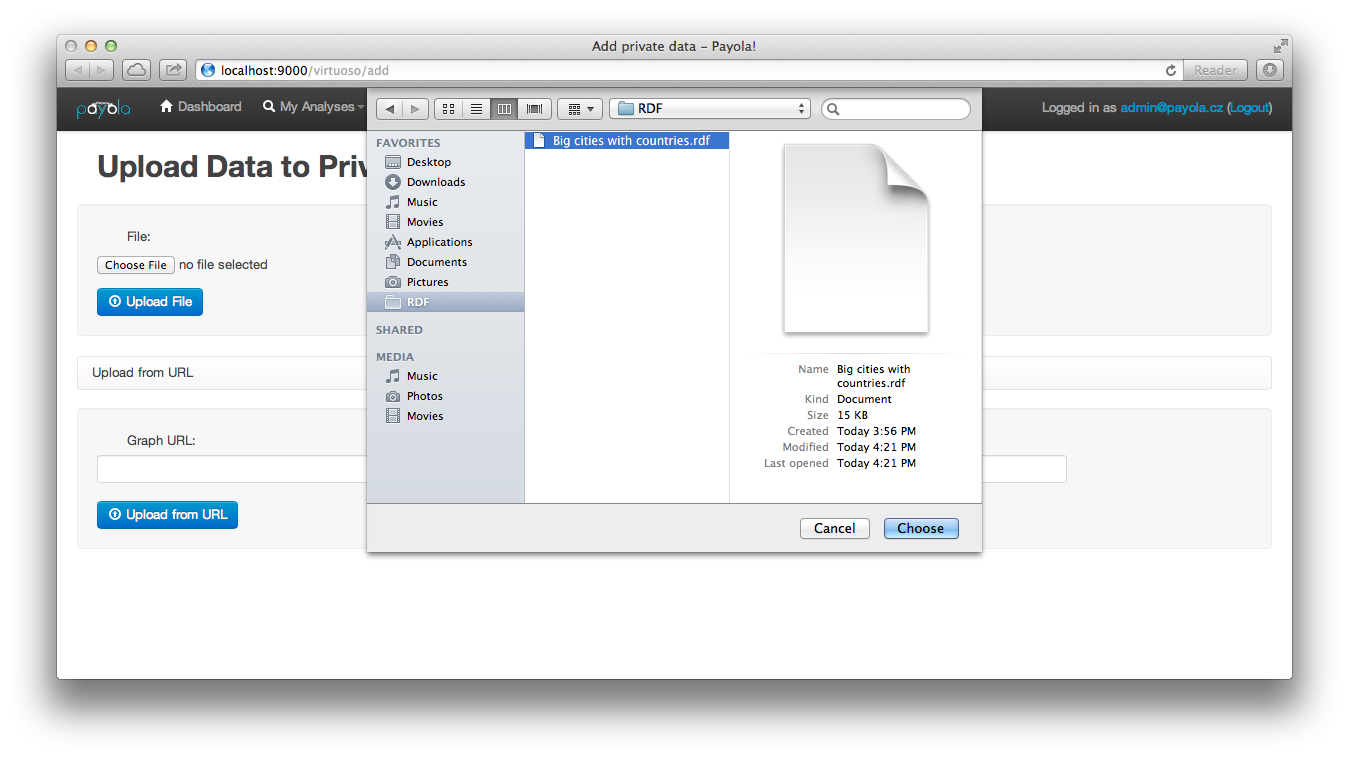 Add private data – Payola!
localhost:9000/virtuoso/add
Reader
payola
Dashboard
My Analyses
Logged in as admin@payola.cz (Logout)
RDF
Upload Data to Priv
File:
Choose File no file selected
Upload File
Upload from URL
Graph URL:
Upload from URL
FAVORITES
Desktop
Downloads
Music
Movies
Applications
Documents
Pictures
RDF
SHARED
MEDIA
Music
Photos
Movies
Big cities with countries.rdf
Name Big cities with
countries.rdf
Kind Document
Size 15 KB
Created Today 3:56 PM
Modified Today 4:21 PM
Last opened Today 4:21 PM
Cancel
Choose